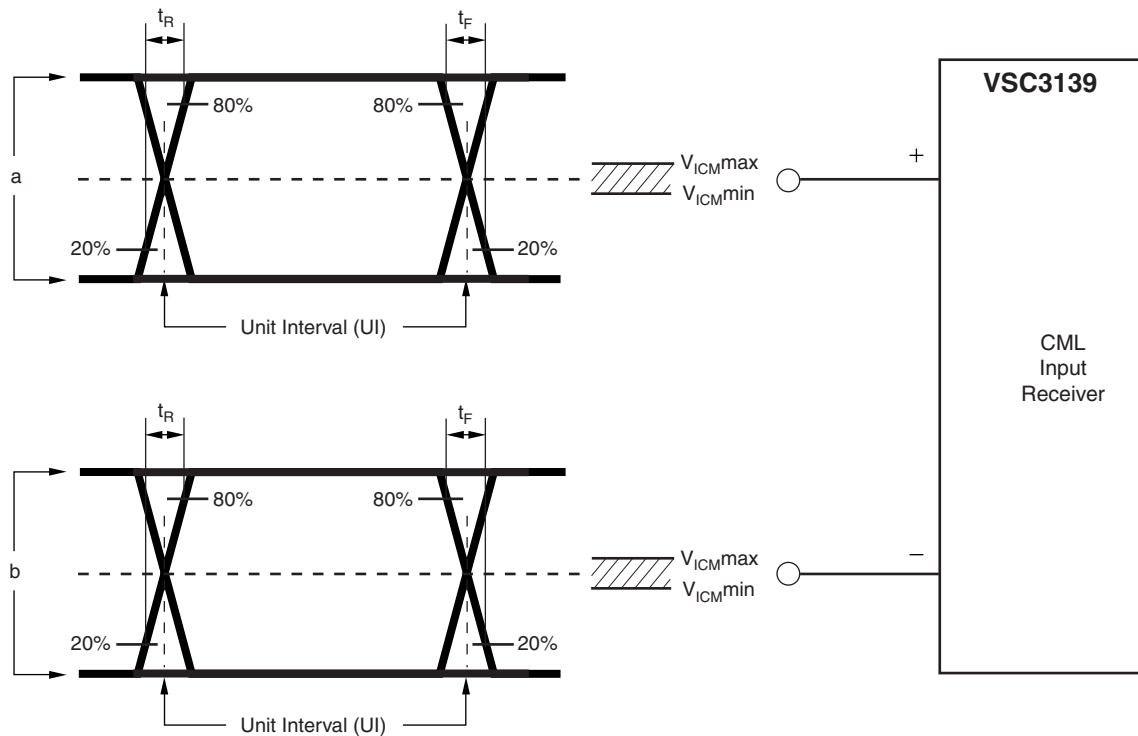 tR
tF
VSC3139
80%
80%
+
VICMmax
a
VICMmin
20%
20%
Unit Interval (UI)
CML
Input
Receiver
tR
tF
80%
80%
−
VICMmax
b
VICMmin
20%
20%
Unit Interval (UI)